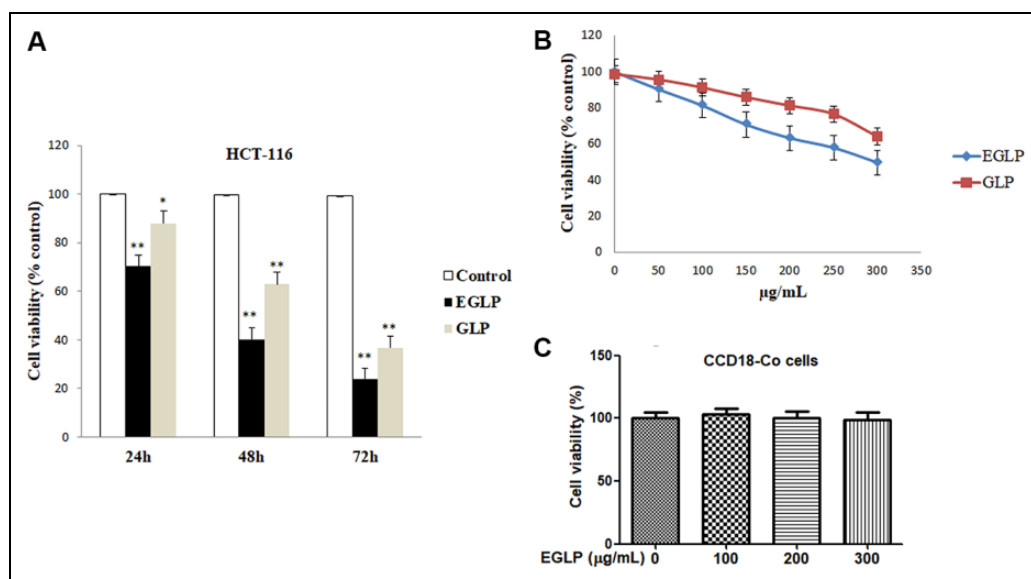 A
HCT-116
Cell viability (% control)
120
100
80
60
40
20
0
*
**
**
**
**
**
24h
48h
72h
Control
EGLP
GLP
B
Cell viability (% control)
120
100
80
60
40
20
0
0 50 100 150 200 250 300 350
µg/mL
EGLP
GLP
C
CCD18-Co cells
Cell viability (%)
150
100
50
0
EGLP (µg/mL) 0 100 200 300